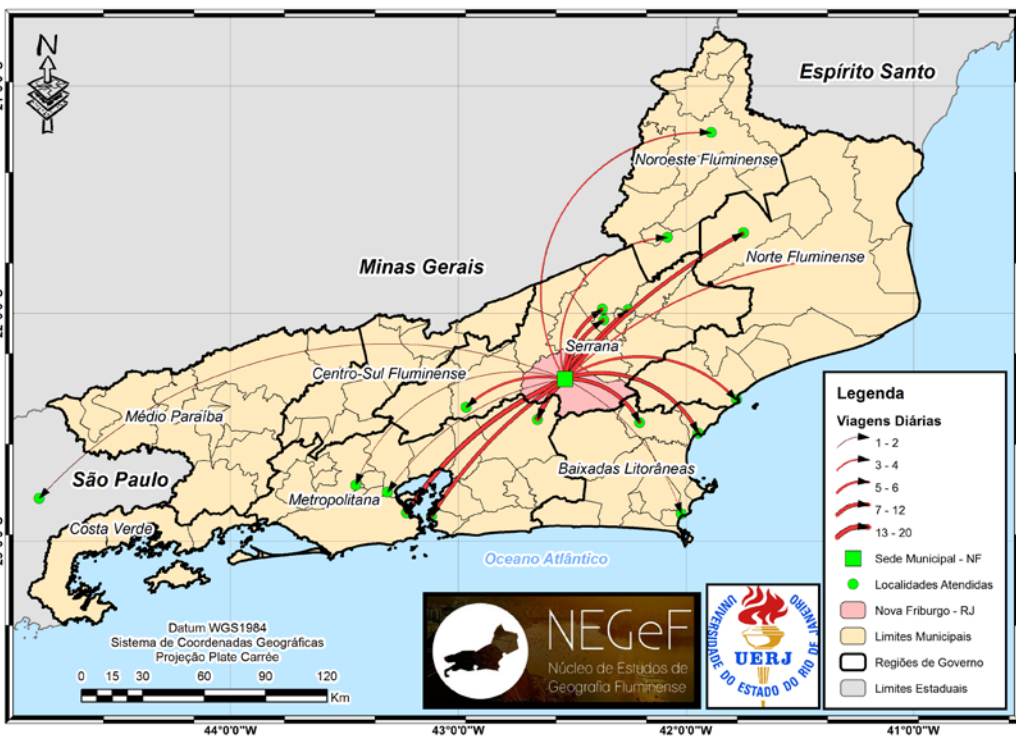 N
Espírito Santo
Noroeste Fluminense
Minas Gerais
Norte Fluminense
Serrana
Centro-Sul Fluminense
Médio Paraíba
São Paulo
Baixadas Litorâneas
Metropolitana
Costa Verde
Oceano Atlântico
Datum WGS1984
Sistema de Coordenadas Geográficas
Projeção Plate Carrée
0 15 30 60 90 120
Km
NEGeF
Núcleo de Estudos de
Geografia Fluminense
UNIVERSIDADE DO ESTADO DO RIO DE JANEIRO
UERJ
Legenda
Viagens Diárias
1 - 2
3 - 4
5 - 6
7 - 12
13 - 20
Sede Municipal - NF
Localidades Atendidas
Nova Friburgo - RJ
Limites Municipais
Regiões de Governo
Limites Estaduais
44°0'0"W 43°0'0"W 42°0'0"W 41°0'0"W